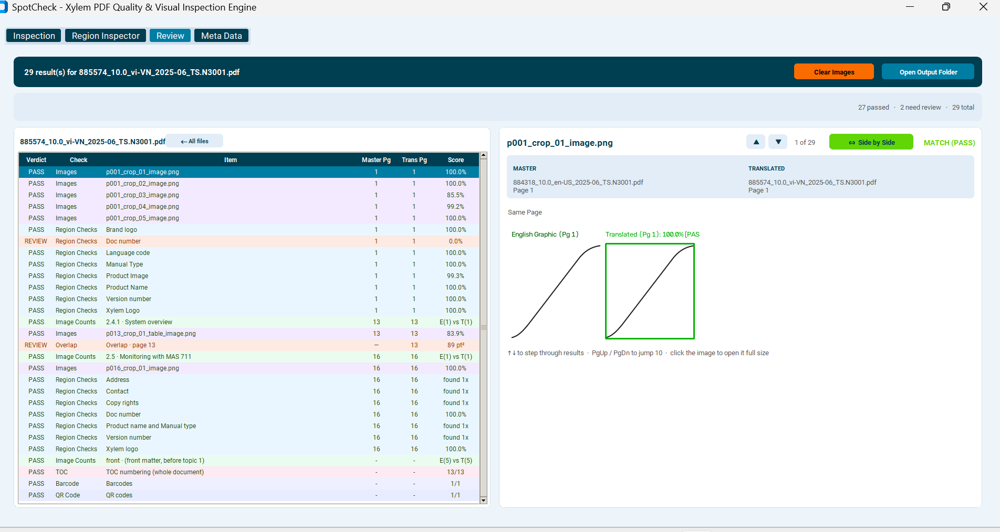 SpotCheck - Xylem PDF Quality & Visual Inspection Engine
Inspection Region Inspector Review Meta Data
29 result(s) for 885574_10.0_vi-VN_2025-06_TS.N3001.pdf
Clear Images Open Output Folder
27 passed · 2 need review · 29 total
885574_10.0_vi-VN_2025-06_TS.N3001.pdf ← All files
Verdict Check Item Master Pg Trans Pg Score
PASS Images p001_crop_01_image.png 1 1 100.0%
PASS Images p001_crop_02_image.png 1 1 100.0%
PASS Images p001_crop_03_image.png 1 1 85.5%
PASS Images p001_crop_04_image.png 1 1 99.2%
PASS Images p001_crop_05_image.png 1 1 100.0%
PASS Region Checks Brand logo 1 1 100.0%
REVIEW Region Checks Doc number 1 1 0.0%
PASS Region Checks Language code 1 1 100.0%
PASS Region Checks Manual Type 1 1 100.0%
PASS Region Checks Product Image 1 1 99.3%
PASS Region Checks Product Name 1 1 100.0%
PASS Region Checks Version number 1 1 100.0%
PASS Region Checks Xylem Logo 1 1 100.0%
PASS Image Counts 2.4.1 · System overview 13 13 E(1) vs T(1)
PASS Images p013_crop_01_table_image.png 13 13 83.9%
REVIEW Overlap Overlap · page 13 — 13 89 pt²
PASS Image Counts 2.5 · Monitoring with MAS 711 16 16 E(1) vs T(1)
PASS Images p016_crop_01_image.png 16 16 100.0%
PASS Region Checks Address 16 16 found 1x
PASS Region Checks Contact 16 16 found 1x
PASS Region Checks Copy rights 16 16 found 1x
PASS Region Checks Doc number 16 16 100.0%
PASS Region Checks Product name and Manual type 16 16 found 1x
PASS Region Checks Version number 16 16 found 1x
PASS Region Checks Xylem logo 16 16 100.0%
PASS Image Counts front · (front matter, before topic 1) - - E(5) vs T(5)
PASS TOC TOC numbering (whole document) - - 13/13
PASS Barcode Barcodes - - 1/1
PASS QR Code QR codes - - 1/1
p001_crop_01_image.png ▲ ▼ 1 of 29 ⇔ Side by Side MATCH (PASS)
MASTER TRANSLATED
884318_10.0_en-US_2025-06_TS.N3001.pdf 885574_10.0_vi-VN_2025-06_TS.N3001.pdf
Page 1 Page 1
Same Page
English Graphic (Pg 1) Translated (Pg 1): 100.0% [PAS
↑↓ to step through results · PgUp / PgDn to jump 10 · click the image to open it full size